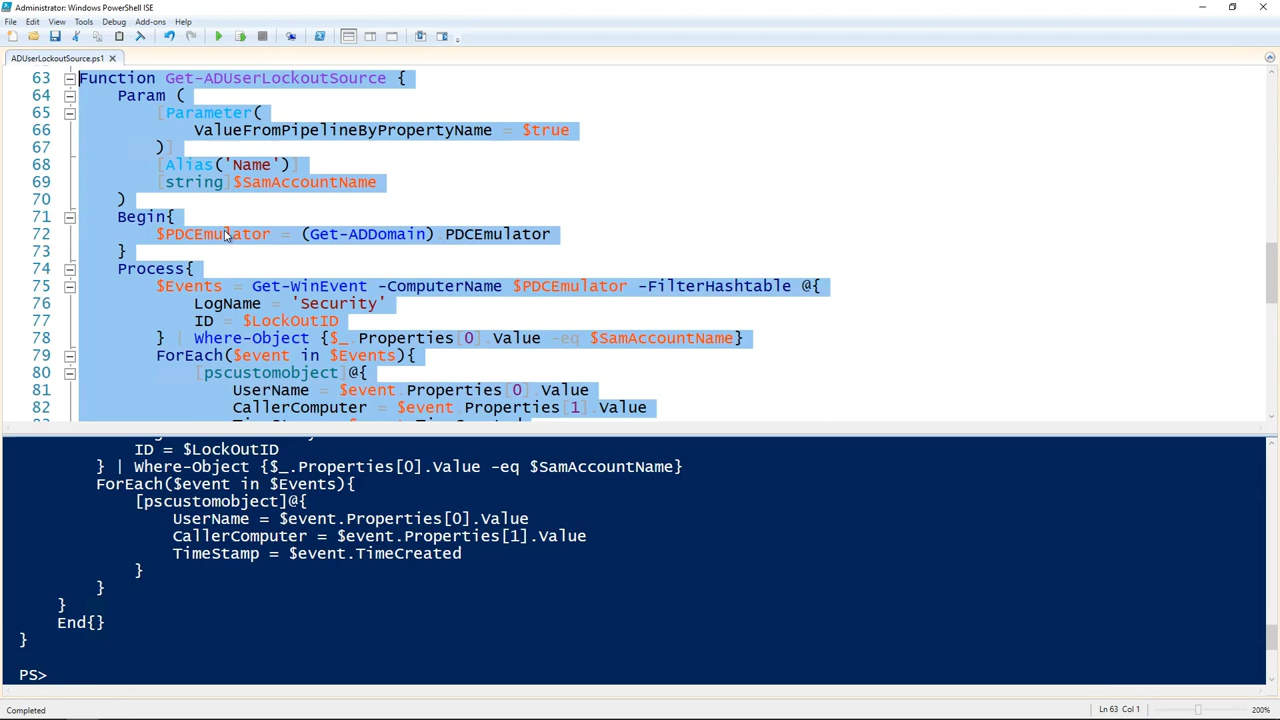 Administrator: Windows PowerShell ISE
File Edit View Tools Debug Add-ons Help
ADUserLockoutSource.ps1
63 Function Get-ADUserLockoutSource {
64 Param (
65 [Parameter(
66 ValueFromPipelineByPropertyName = $true
67 )]
68 [Alias('Name')]
69 [string]$SamAccountName
70 )
71 Begin{
72 $PDCEmulator = (Get-ADDomain).PDCEmulator
73 }
74 Process{
75 $Events = Get-WinEvent -ComputerName $PDCEmulator -FilterHashtable @{
76 LogName = 'Security'
77 ID = $LockOutID
78 } | Where-Object {$_.Properties[0].Value -eq $SamAccountName}
79 ForEach($event in $Events){
80 [pscustomobject]@{
81 UserName = $event.Properties[0].Value
82 CallerComputer = $event.Properties[1].Value
ID = $LockOutID
} | Where-Object {$_.Properties[0].Value -eq $SamAccountName}
ForEach($event in $Events){
[pscustomobject]@{
UserName = $event.Properties[0].Value
CallerComputer = $event.Properties[1].Value
TimeStamp = $event.TimeCreated
}
}
}
End{}
}
PS>
Completed
Ln 63 Col 1
200%